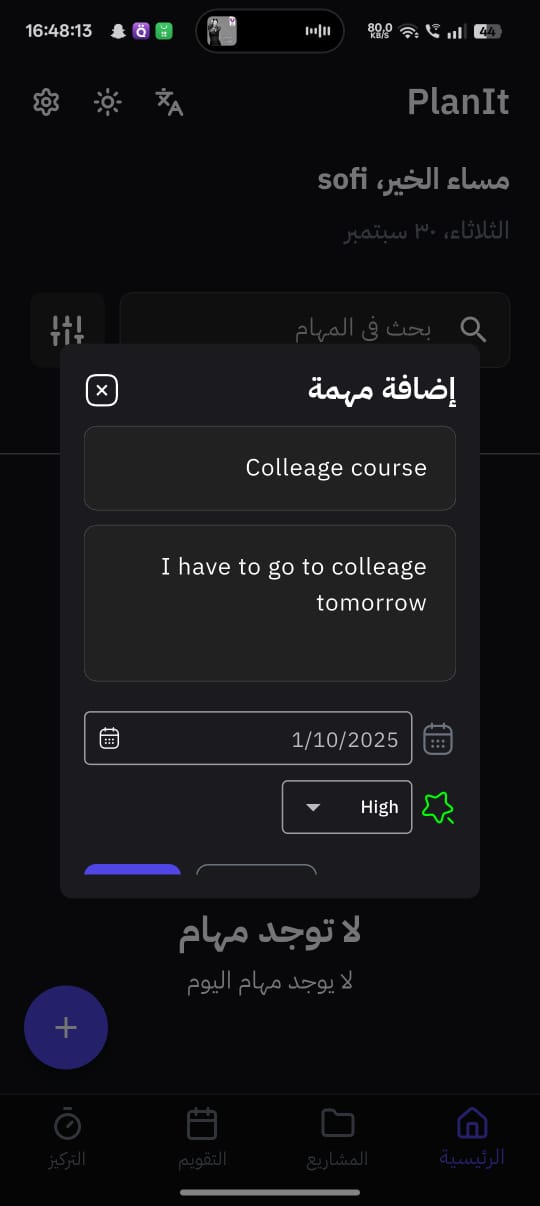 16:48:13
80.0
KB/S
44
PlanIt
مساء الخير، sofi
الثلاثاء، ٣٠ سبتمبر
بحث في المهام
إضافة مهمة
Colleage course
I have to go to colleage
tomorrow
1/10/2025
High
لا توجد مهام
لا يوجد مهام اليوم
الرئيسية
المشاريع
التقويم
التركيز